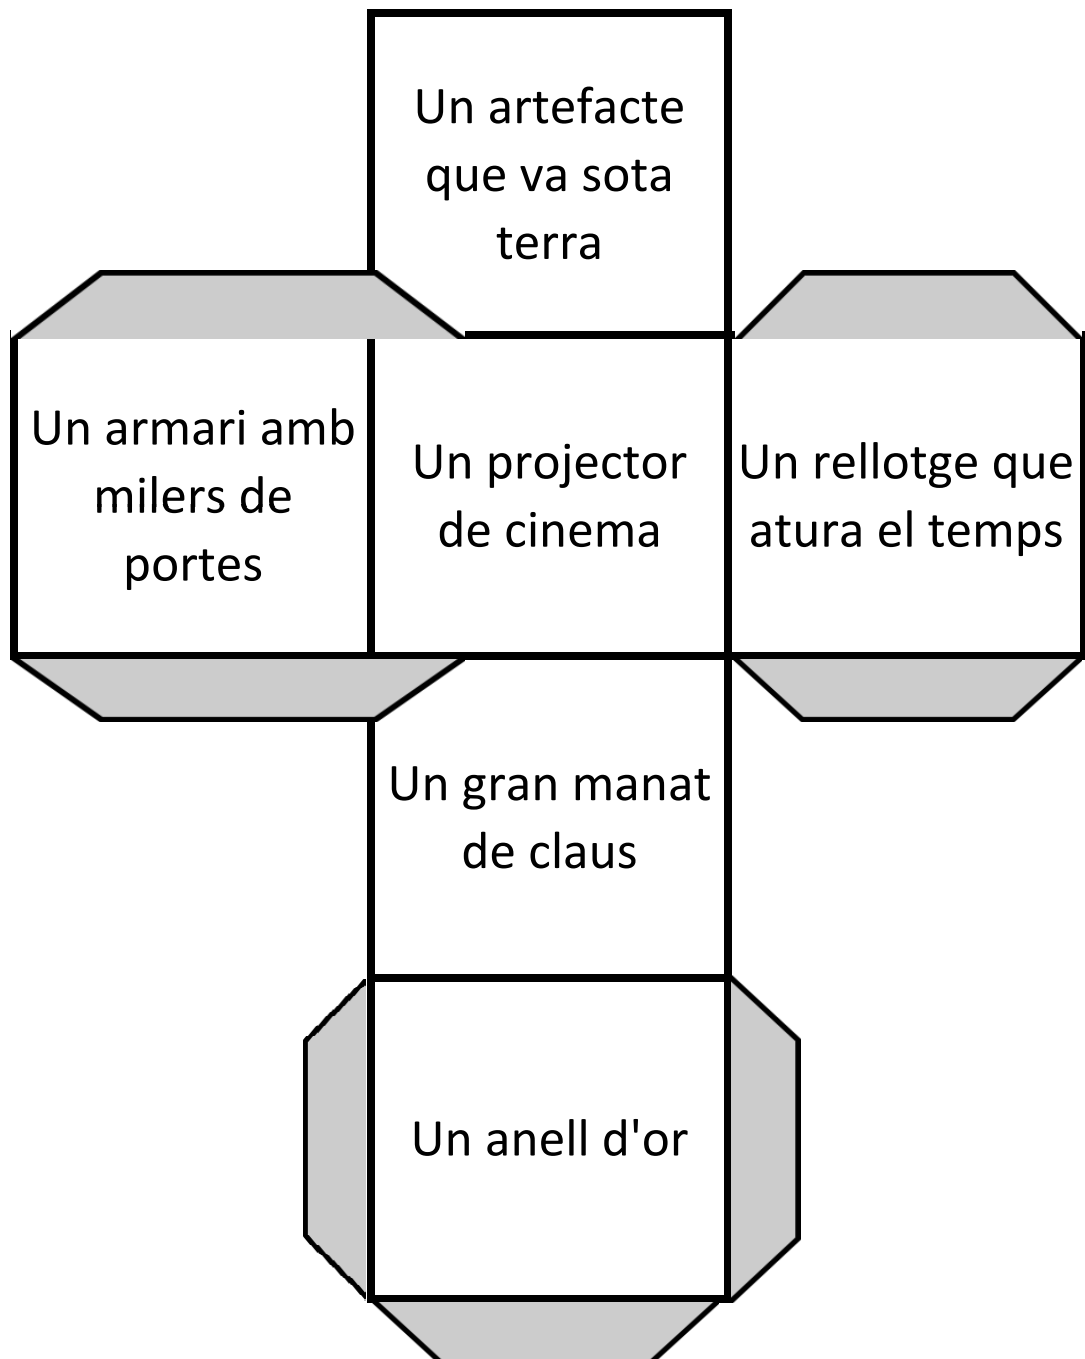 Un artefacte
que va sota
terra
Un armari amb
milers de
portes
Un projector
de cinema
Un rellotge que
atura el temps
Un gran manat
de claus
Un anell d'or